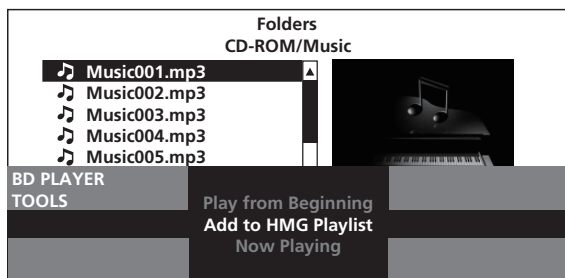 Folders
CD-ROM/Music
Music001.mp3
Music002.mp3
Music003.mp3
Music004.mp3
Music005.mp3
BD PLAYER
TOOLS
Play from Beginning
Add to HMG Playlist
Now Playing